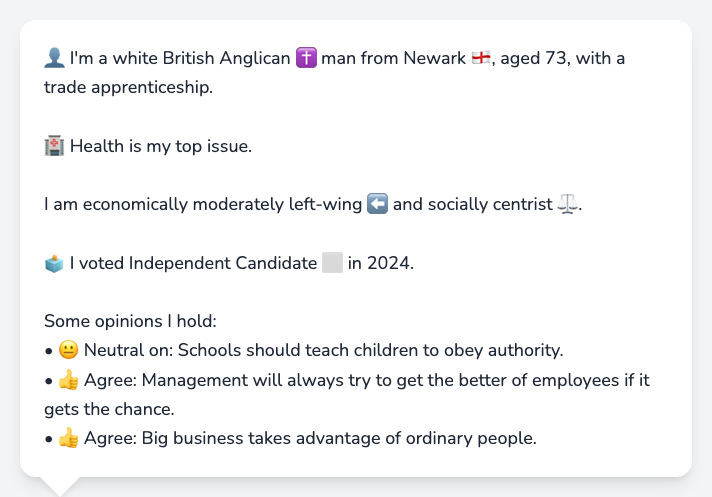 👤 I'm a white British Anglican ✝️ man from Newark 🏴󠁧󠁢󠁥󠁮󠁧󠁿, aged 73, with a
trade apprenticeship.
🏥 Health is my top issue.
I am economically moderately left-wing ⬅️ and socially centrist ⚖️.
🗳️ I voted Independent Candidate ⬜ in 2024.
Some opinions I hold:
• 😐 Neutral on: Schools should teach children to obey authority.
• 👍 Agree: Management will always try to get the better of employees if it
gets the chance.
• 👍 Agree: Big business takes advantage of ordinary people.